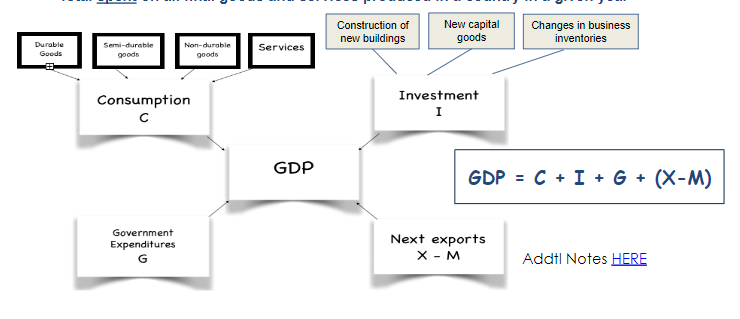 Total spent on all final goods and services produced in a country in a given year
Construction of
new buildings
New capital
goods
Changes in business
inventories
Durable
Goods
Semi-durable
goods
Non-durable
goods
Services
Consumption
C
Investment
I
GDP
GDP = C + I + G + (X-M)
Government
Expenditures
G
Next exports
X - M
Addtl Notes HERE